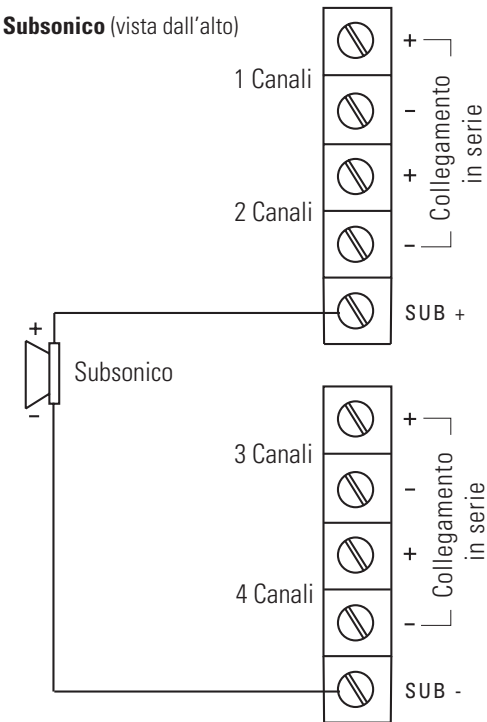 Subsonico (vista dall'alto)
+
1 Canali
-
Collegamento
in serie
+
2 Canali
-
SUB +
+
Subsonico
-
+
3 Canali
-
Collegamento
in serie
+
4 Canali
-
SUB -